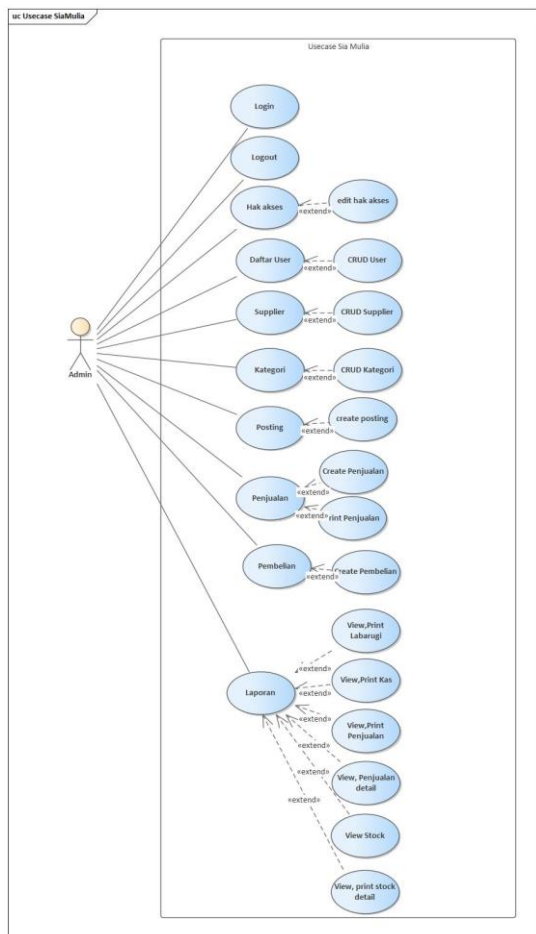 uc Usecase SiaMulia
Usecase Sia Mulia
Login
Logout
Hak akses
«extend»
edit hak akses
Daftar User
«extend»
CRUD User
Supplier
«extend»
CRUD Supplier
Admin
Kategori
«extend»
CRUD Kategori
Posting
«extend»
create posting
Penjualan
«extend»
Create Penjualan
«extend»
rint Penjualan
Pembelian
«extend»
reate Pembelian
Laporan
View,Print
Labarugi
«extend»
View,Print Kas
«extend»
View,Print
Penjualan
«extend»
View, Penjualan
detail
«extend»
View Stock
«extend»
View, print stock
detail
«extend»